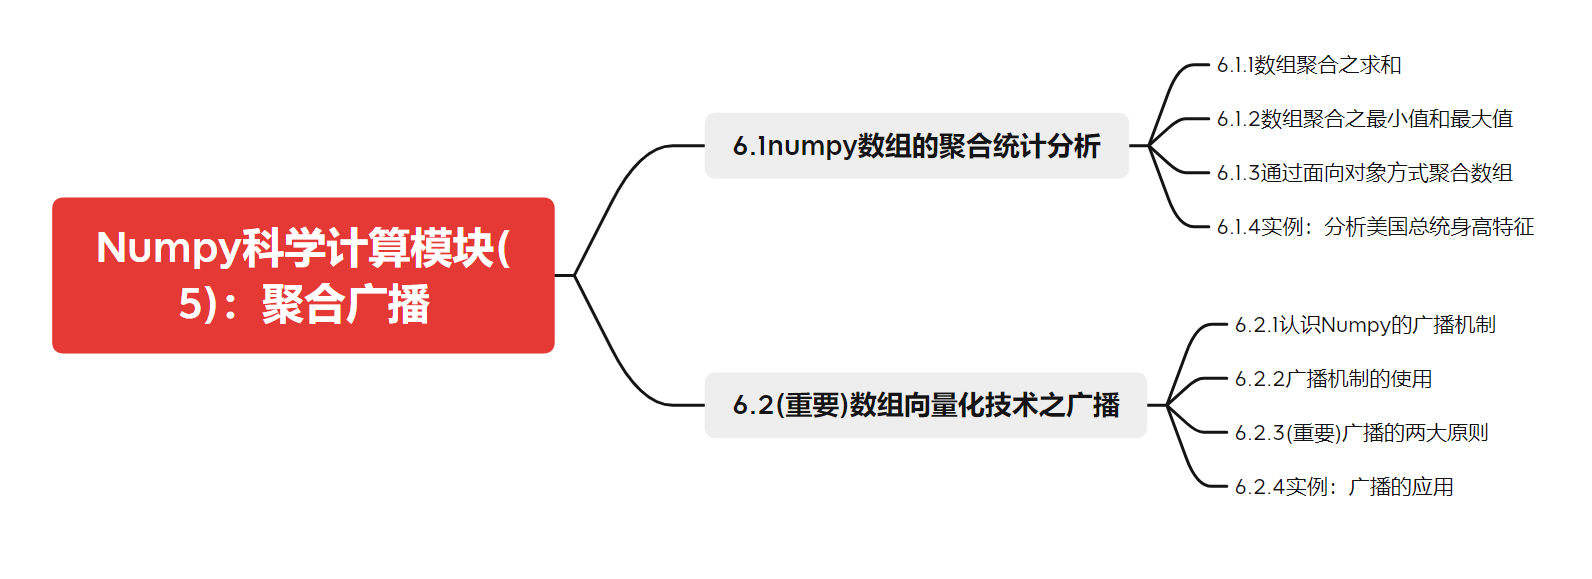 Numpy科学计算模块(
5)：聚合广播
6.1numpy数组的聚合统计分析
6.1.1数组聚合之求和
6.1.2数组聚合之最小值和最大值
6.1.3通过面向对象方式聚合数组
6.1.4实例：分析美国总统身高特征
6.2(重要)数组向量化技术之广播
6.2.1认识Numpy的广播机制
6.2.2广播机制的使用
6.2.3(重要)广播的两大原则
6.2.4实例：广播的应用